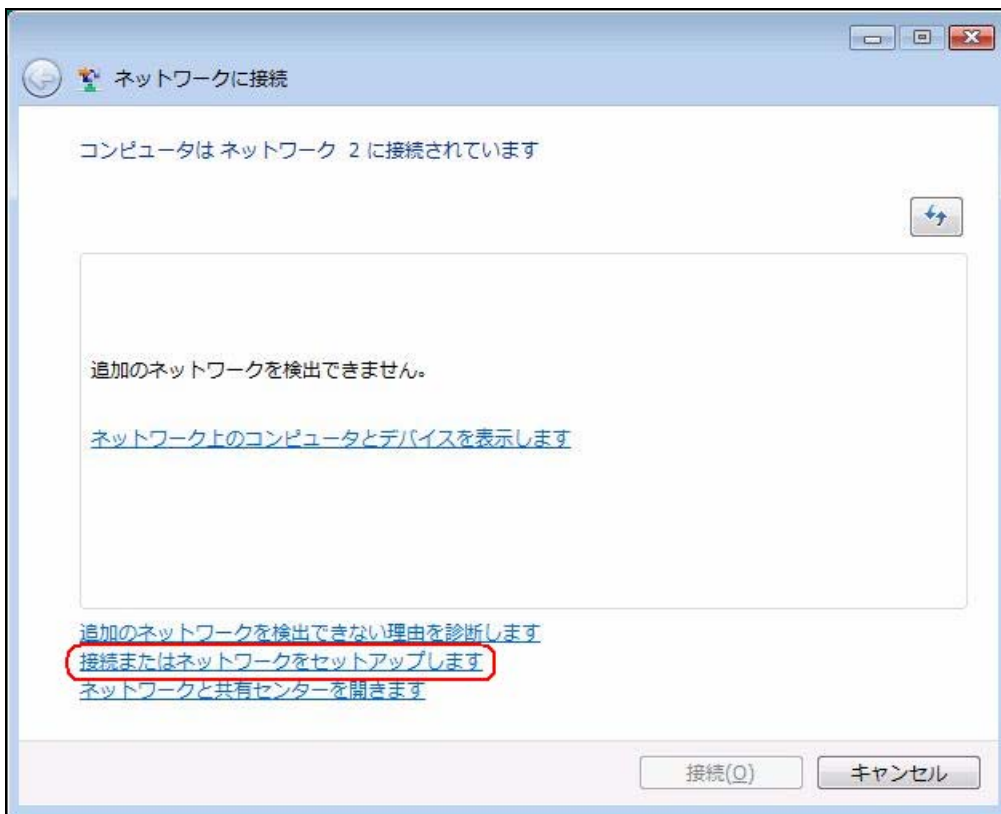 ネットワークに接続
コンピュータは ネットワーク 2 に接続されています
追加のネットワークを検出できません。
ネットワーク上のコンピュータとデバイスを表示します
追加のネットワークを検出できない理由を診断します
接続またはネットワークをセットアップします
ネットワークと共有センターを開きます
接続(O)
キャンセル